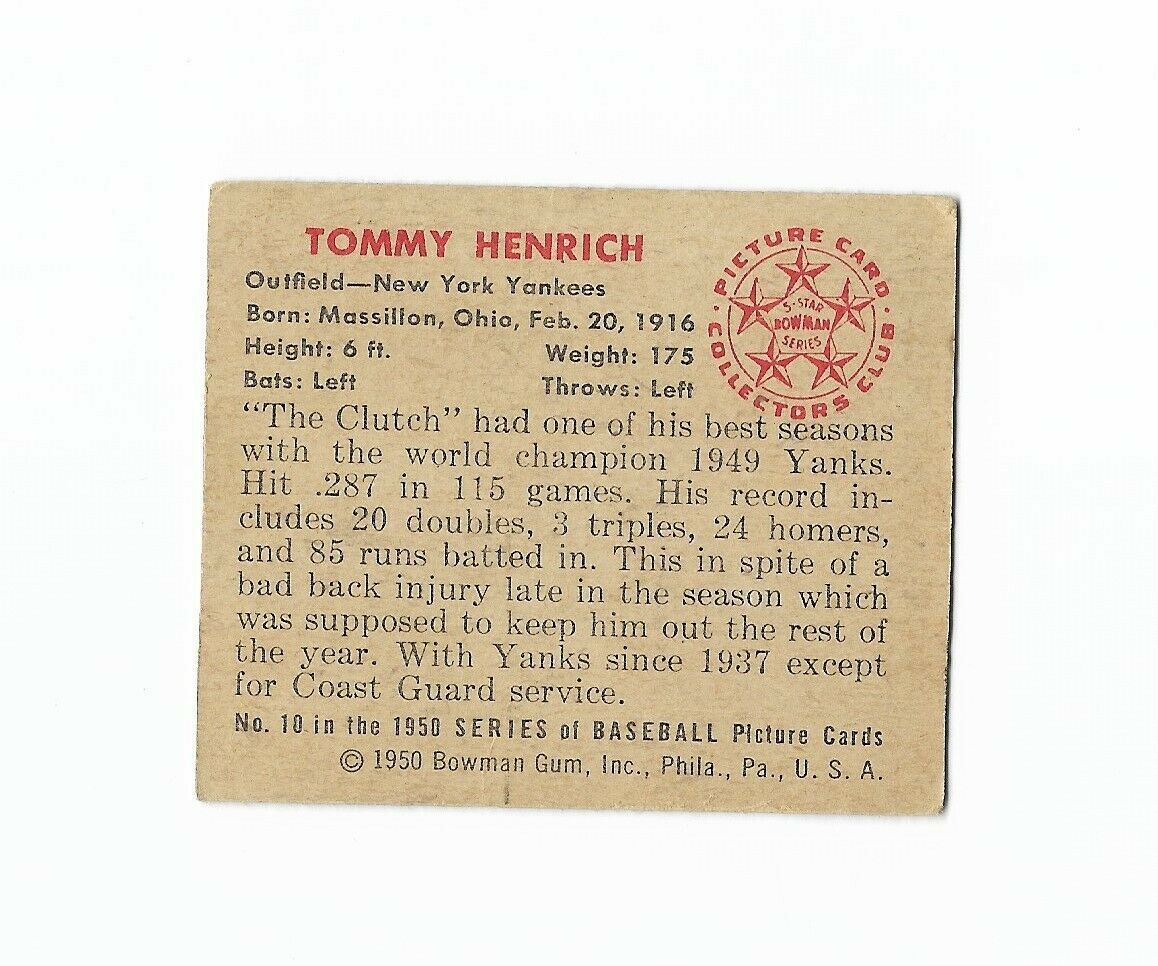 TOMMY HENRICH
Outfield—New York Yankees
Born: Massillon, Ohio, Feb. 20, 1916
Height: 6 ft. Weight: 175
Bats: Left Throws: Left
PICTURE CARD
COLLECTORS CLUB
5-STAR
BOWMAN
SERIES
"The Clutch" had one of his best seasons
with the world champion 1949 Yanks.
Hit .287 in 115 games. His record in-
cludes 20 doubles, 3 triples, 24 homers,
and 85 runs batted in. This in spite of a
bad back injury late in the season which
was supposed to keep him out the rest of
the year. With Yanks since 1937 except
for Coast Guard service.
No. 10 in the 1950 SERIES of BASEBALL Picture Cards
© 1950 Bowman Gum, Inc., Phila., Pa., U. S. A.